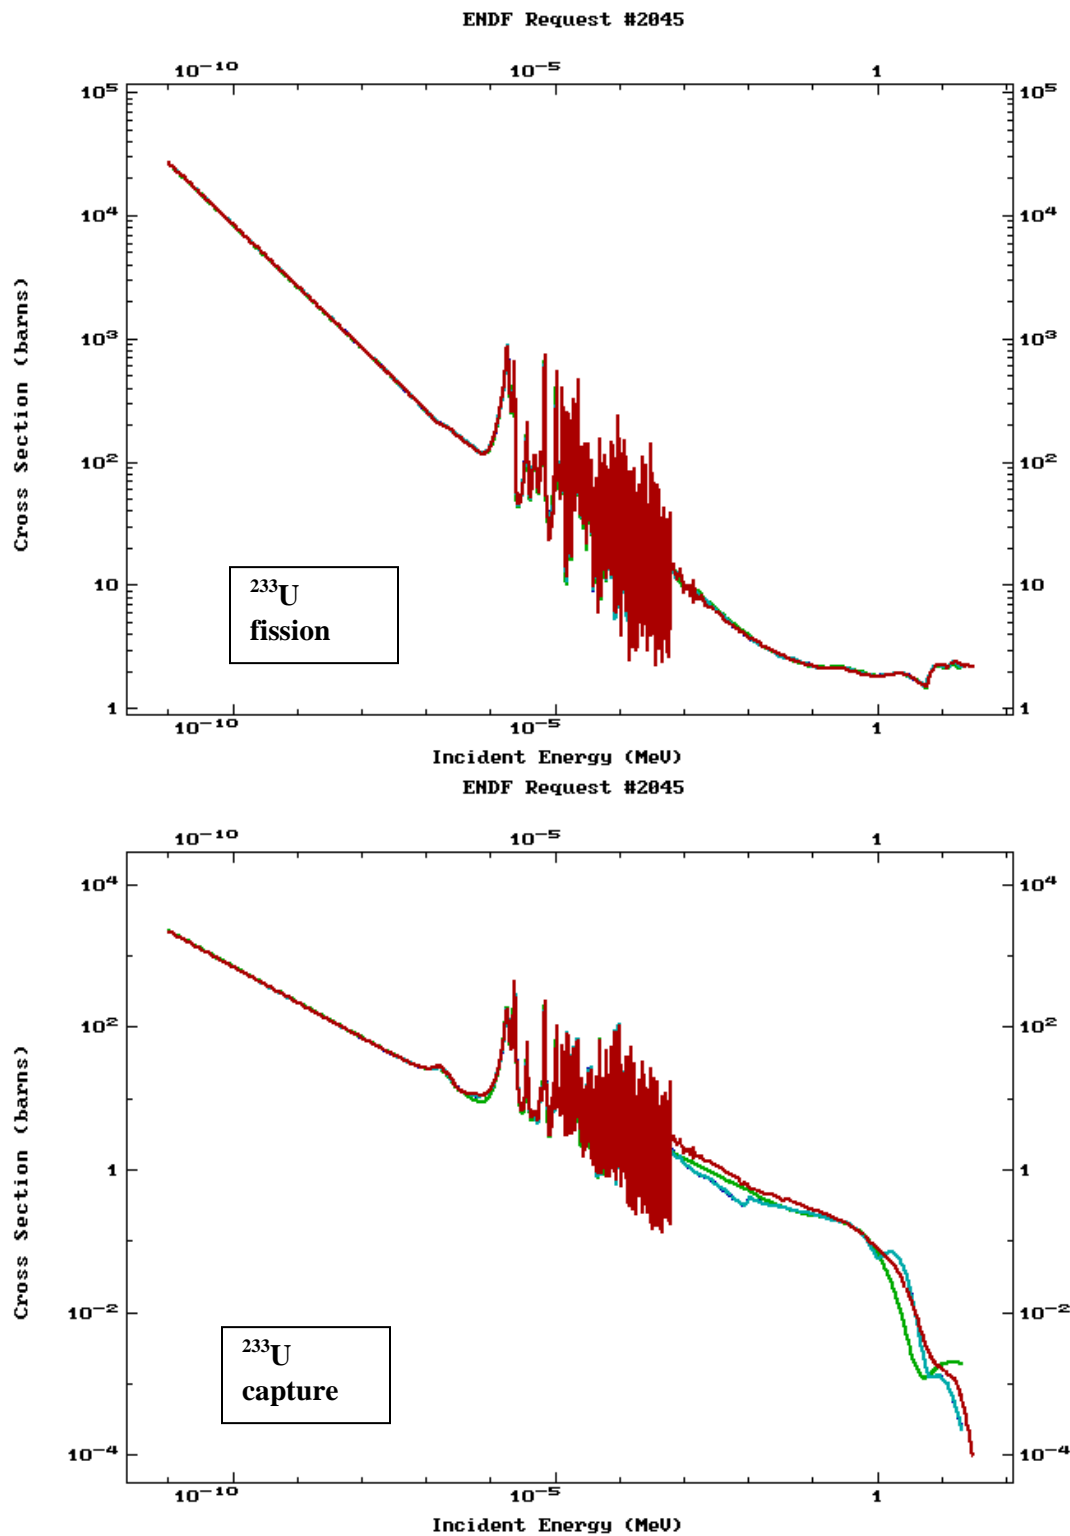 ENDF Request #2045
10⁻¹⁰ 10⁻⁵ 1
10⁵ 10⁵
10⁴ 10⁴
10³ 10³
Cross Section (barns)
10² 10²
10 10
²³³U
fission
1 1
10⁻¹⁰ 10⁻⁵ 1
Incident Energy (MeV)
ENDF Request #2045
10⁻¹⁰ 10⁻⁵ 1
10⁴ 10⁴
10² 10²
Cross Section (barns)
1 1
10⁻² 10⁻²
²³³U
capture
10⁻⁴ 10⁻⁴
10⁻¹⁰ 10⁻⁵ 1
Incident Energy (MeV)